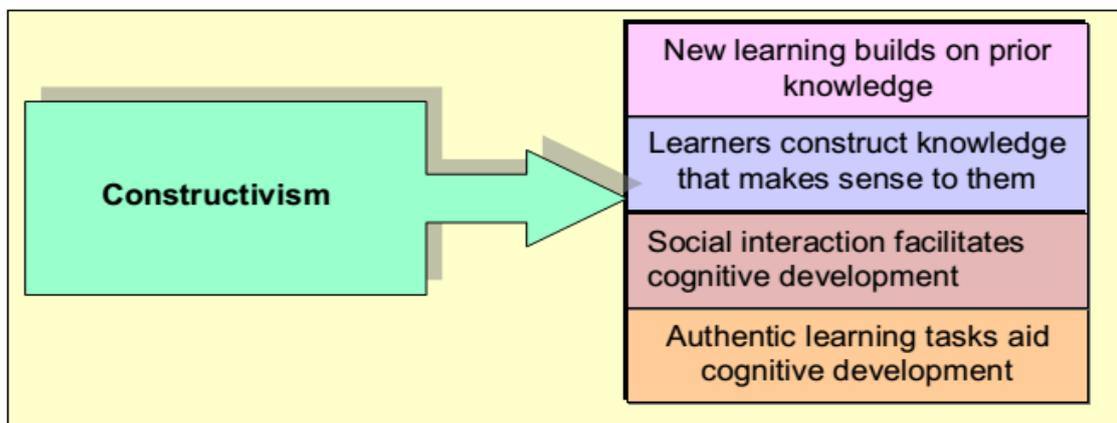 Constructivism
New learning builds on prior
knowledge
Learners construct knowledge
that makes sense to them
Social interaction facilitates
cognitive development
Authentic learning tasks aid
cognitive development